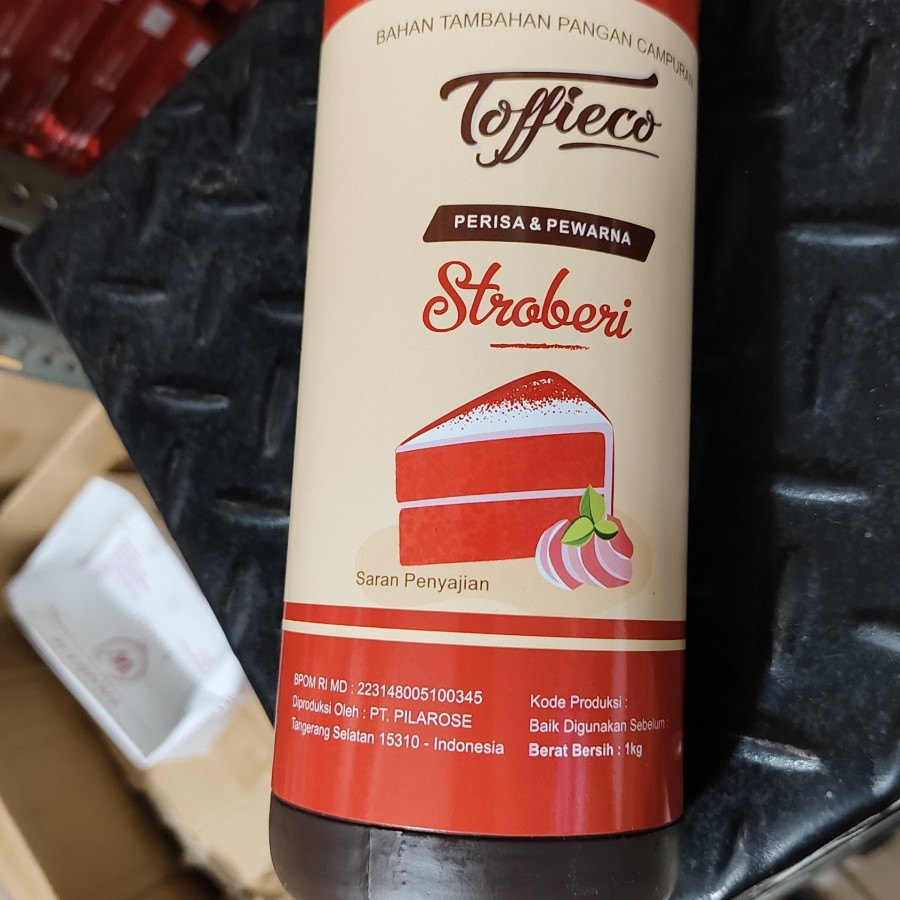 BAHAN TAMBAHAN PANGAN CAMPURAN
Toffieco
PERISA & PEWARNA
Stroberi
Saran Penyajian
BPOM RI MD : 223148005100345
Diproduksi Oleh : PT. PILAROSE
Tangerang Selatan 15310 - Indonesia
Kode Produksi :
Baik Digunakan Sebelum :
Berat Bersih : 1kg